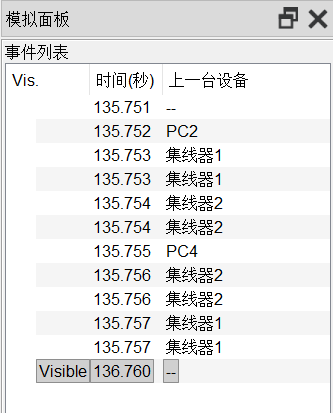 模拟面板
事件列表
Vis. 时间(秒) 上一台设备
135.751 --
135.752 PC2
135.753 集线器1
135.753 集线器1
135.754 集线器2
135.754 集线器2
135.755 PC4
135.756 集线器2
135.756 集线器2
135.757 集线器1
135.757 集线器1
Visible 136.760 --